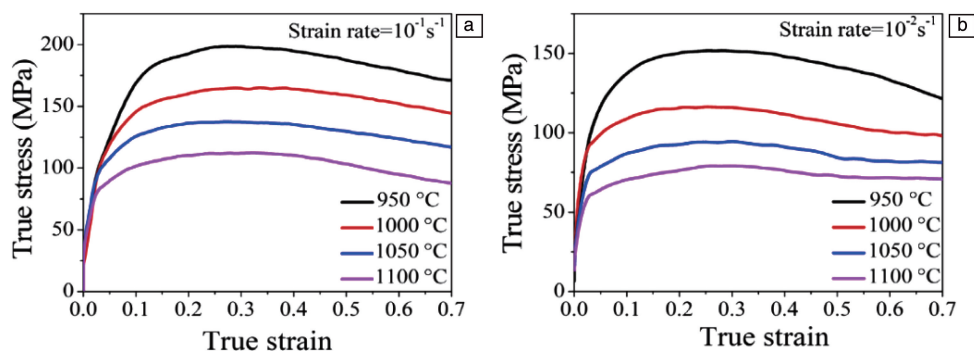 Strain rate=10⁻¹s⁻¹
a
True stress (MPa)
200
150
100
50
0
950 °C
1000 °C
1050 °C
1100 °C
0.0 0.1 0.2 0.3 0.4 0.5 0.6 0.7
True strain
Strain rate=10⁻²s⁻¹
b
True stress (MPa)
150
100
50
0
950 °C
1000 °C
1050 °C
1100 °C
0.0 0.1 0.2 0.3 0.4 0.5 0.6 0.7
True strain